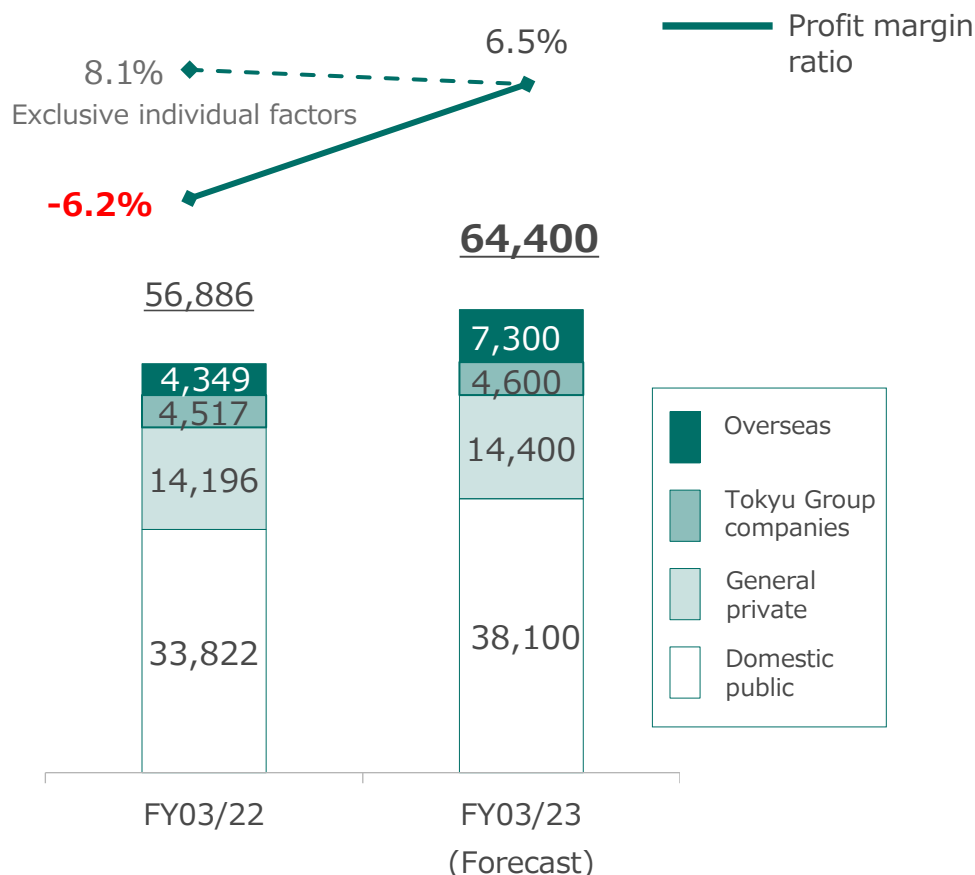 Profit margin
ratio
6.5%
8.1%
Exclusive individual factors
-6.2%
64,400
56,886
7,300
4,349
4,600
4,517
14,400
14,196
38,100
33,822
Overseas
Tokyu Group
companies
General
private
Domestic
public
FY03/22
FY03/23
(Forecast)